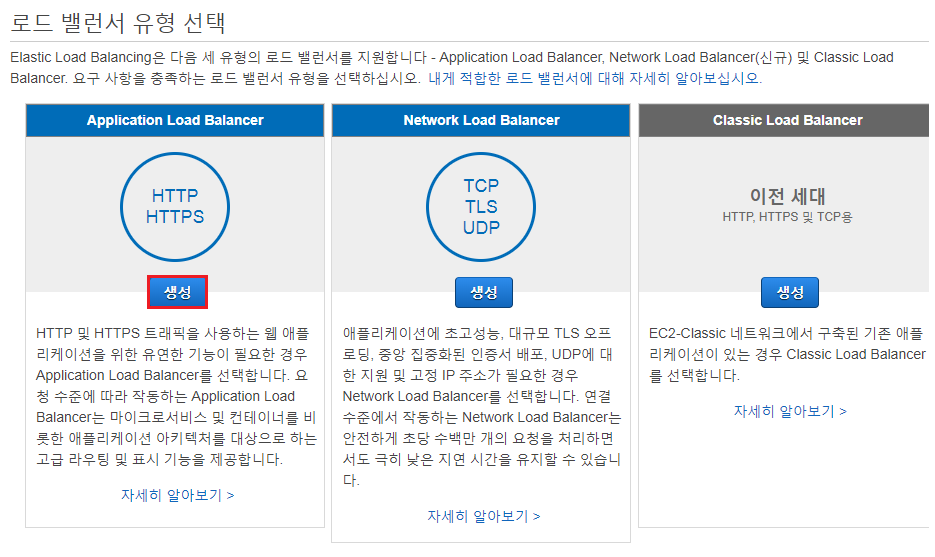 로드 밸런서 유형 선택
Elastic Load Balancing은 다음 세 유형의 로드 밸런서를 지원합니다 - Application Load Balancer, Network Load Balancer(신규) 및 Classic Load
Balancer. 요구 사항을 충족하는 로드 밸런서 유형을 선택하십시오. 내게 적합한 로드 밸런서에 대해 자세히 알아보십시오.
Application Load Balancer
HTTP
HTTPS
생성
HTTP 및 HTTPS 트래픽을 사용하는 웹 애플
리케이션을 위한 유연한 기능이 필요한 경우
Application Load Balancer를 선택합니다. 요
청 수준에 따라 작동하는 Application Load
Balancer는 마이크로서비스 및 컨테이너를 비
롯한 애플리케이션 아키텍처를 대상으로 하는
고급 라우팅 및 표시 기능을 제공합니다.
자세히 알아보기 >
Network Load Balancer
TCP
TLS
UDP
생성
애플리케이션에 초고성능, 대규모 TLS 오프
로딩, 중앙 집중화된 인증서 배포, UDP에 대
한 지원 및 고정 IP 주소가 필요한 경우
Network Load Balancer를 선택합니다. 연결
수준에서 작동하는 Network Load Balancer는
안전하게 초당 수백만 개의 요청을 처리하면
서도 극히 낮은 지연 시간을 유지할 수 있습니
다.
자세히 알아보기 >
Classic Load Balancer
이전 세대
HTTP, HTTPS 및 TCP용
생성
EC2-Classic 네트워크에서 구축된 기존 애플
리케이션이 있는 경우 Classic Load Balancer
를 선택합니다.
자세히 알아보기 >